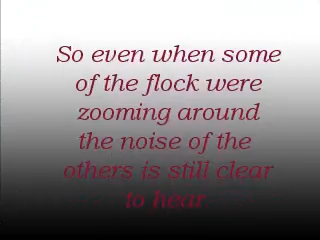 So even when some
of the flock were
zooming around
the noise of the
others is still clear
to hear